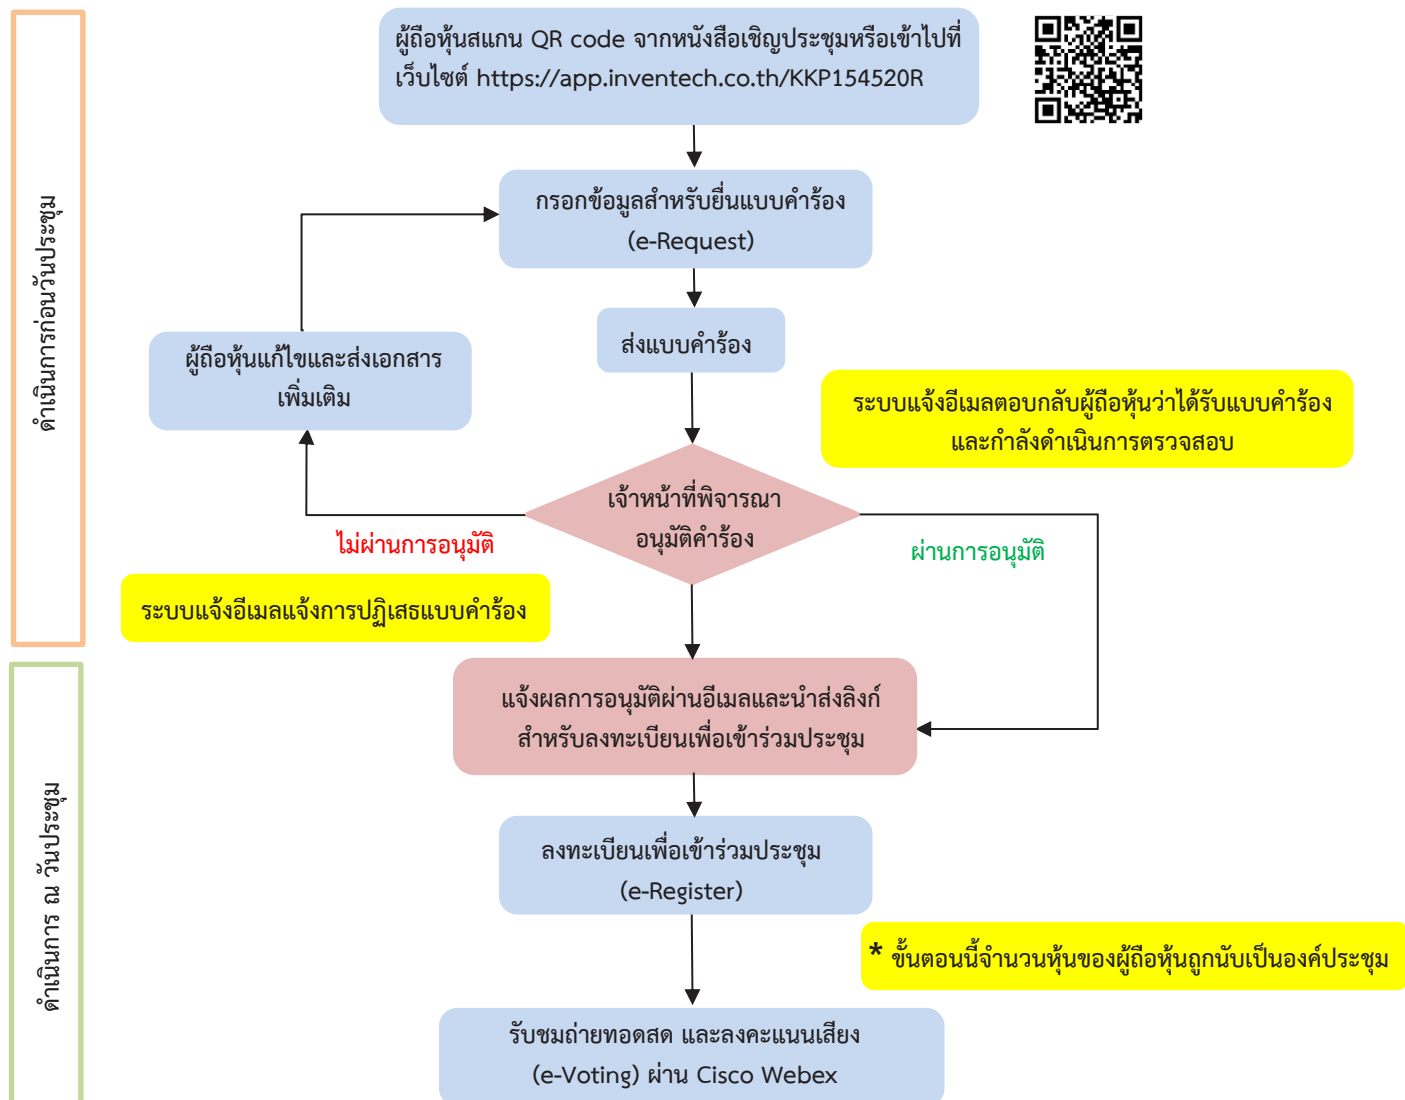 ผู้ถือหุ้นสแกน QR code จากหนังสือเชิญประชุมหรือเข้าไปที่
เว็บไซต์ https://app.inventech.co.th/KKP154520R
ดำเนินการก่อนวันประชุม
กรอกข้อมูลสำหรับยื่นแบบคำร้อง
(e-Request)
ส่งแบบคำร้อง
ผู้ถือหุ้นแก้ไขและส่งเอกสาร
เพิ่มเติม
ระบบแจ้งอีเมลตอบกลับผู้ถือหุ้นว่าได้รับแบบคำร้อง
และกำลังดำเนินการตรวจสอบ
เจ้าหน้าที่พิจารณา
อนุมัติคำร้อง
ไม่ผ่านการอนุมัติ
ผ่านการอนุมัติ
ระบบแจ้งอีเมลแจ้งการปฏิเสธแบบคำร้อง
ดำเนินการ ณ วันประชุม
แจ้งผลการอนุมัติผ่านอีเมลและนำส่งลิงก์
สำหรับลงทะเบียนเพื่อเข้าร่วมประชุม
ลงทะเบียนเพื่อเข้าร่วมประชุม
(e-Register)
* ขั้นตอนนี้จำนวนหุ้นของผู้ถือหุ้นถูกนับเป็นองค์ประชุม
รับชมถ่ายทอดสด และลงคะแนนเสียง
(e-Voting) ผ่าน Cisco Webex